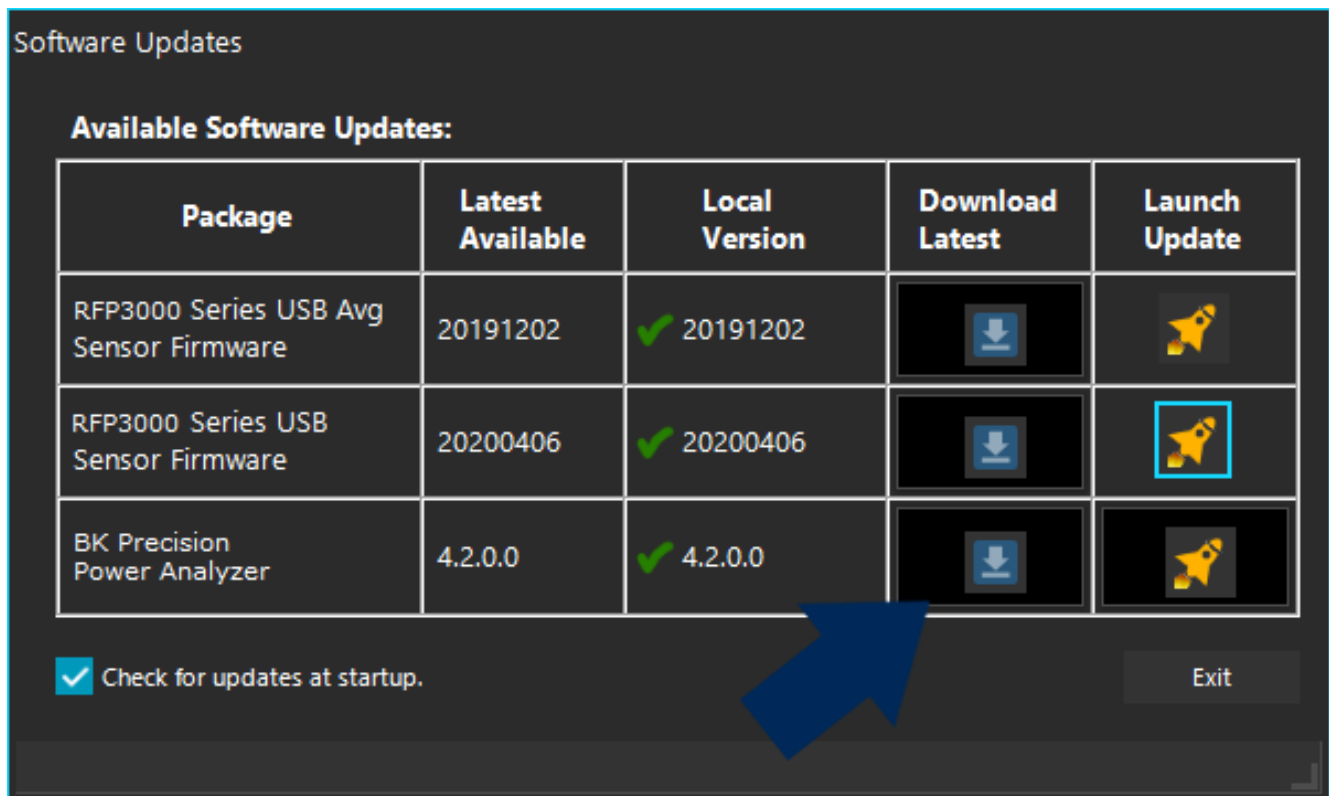 Software Updates
Available Software Updates:
Package
Latest
Available
Local
Version
Download
Latest
Launch
Update
RFP3000 Series USB Avg
Sensor Firmware
20191202
20191202
RFP3000 Series USB
Sensor Firmware
20200406
20200406
BK Precision
Power Analyzer
4.2.0.0
4.2.0.0
Check for updates at startup.
Exit